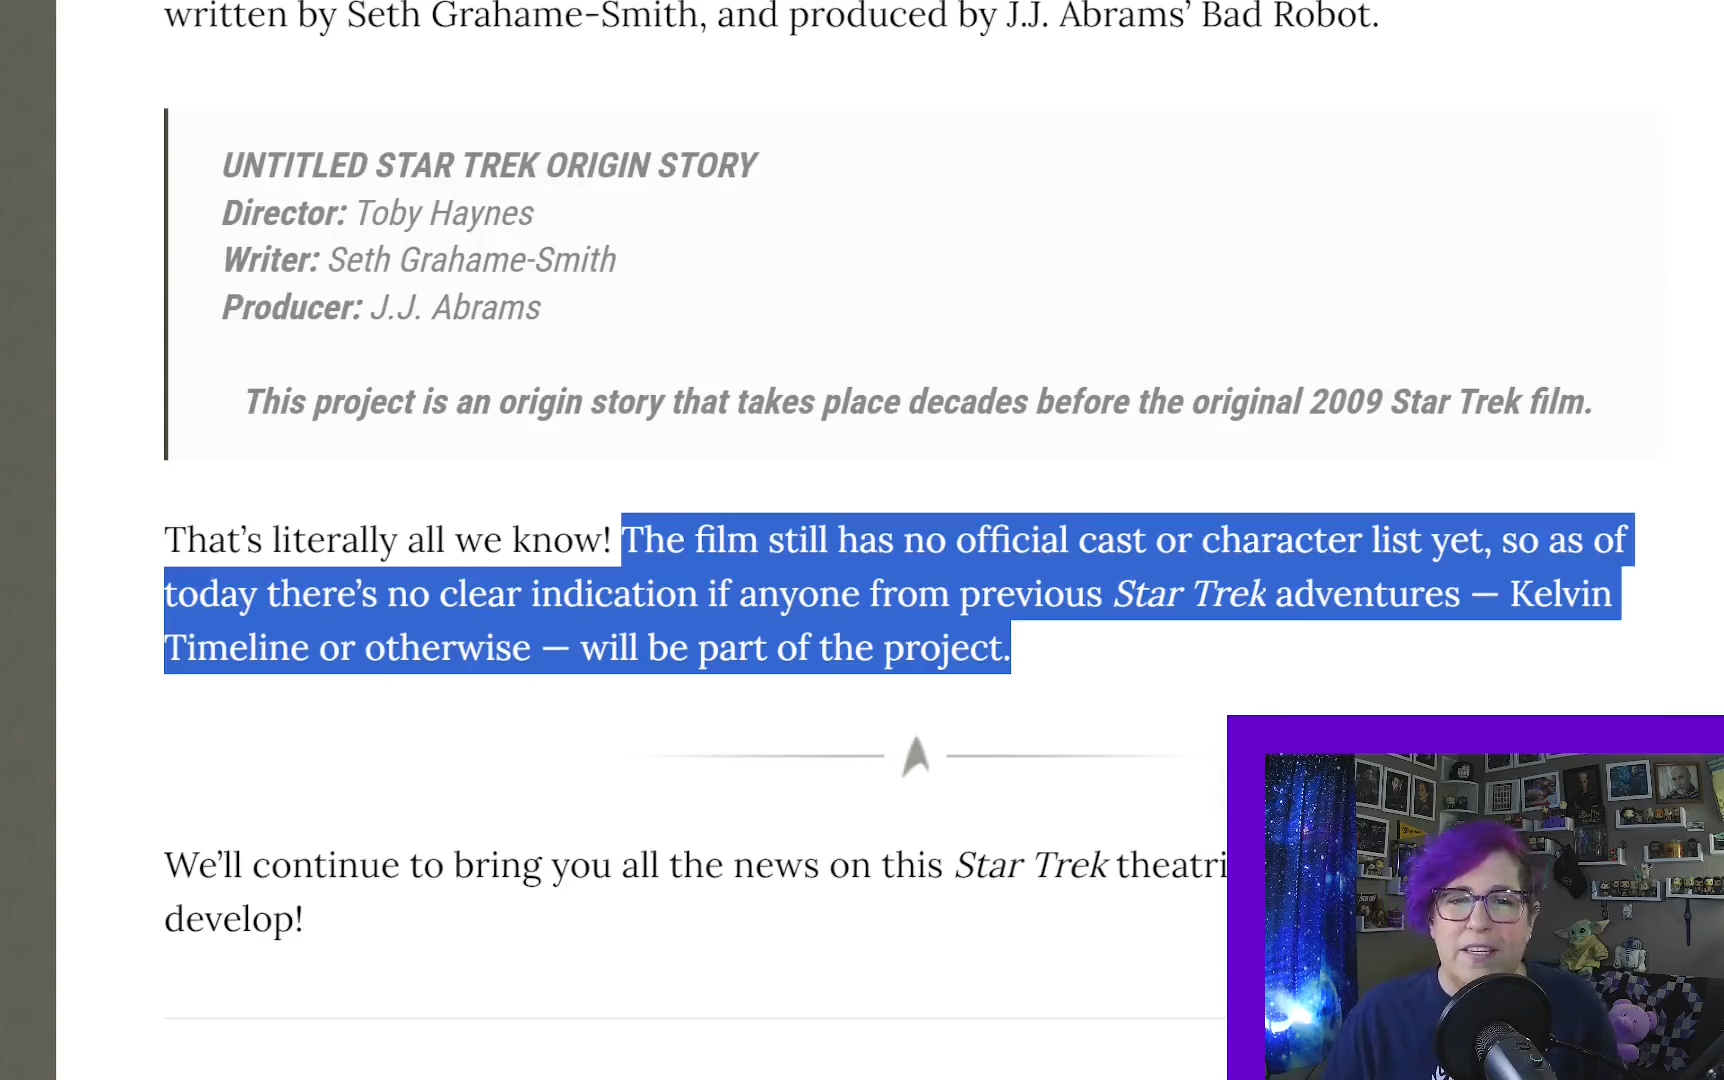 written by Seth Grahame-Smith, and produced by J.J. Abrams’ Bad Robot.
UNTITLED STAR TREK ORIGIN STORY
Director: Toby Haynes
Writer: Seth Grahame-Smith
Producer: J.J. Abrams
This project is an origin story that takes place decades before the original 2009 Star Trek film.
That’s literally all we know! The film still has no official cast or character list yet, so as of
today there’s no clear indication if anyone from previous Star Trek adventures — Kelvin
Timeline or otherwise — will be part of the project.
We’ll continue to bring you all the news on this Star Trek theatri
develop!